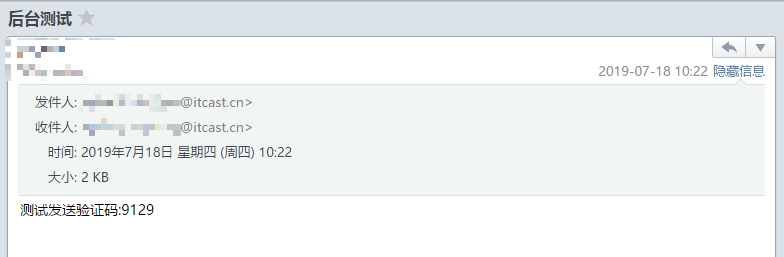 后台测试
2019-07-18 10:22 隐藏信息
发件人: @itcast.cn>
收件人: @itcast.cn>
时间: 2019年7月18日 星期四 (周四) 10:22
大小: 2 KB
测试发送验证码:9129